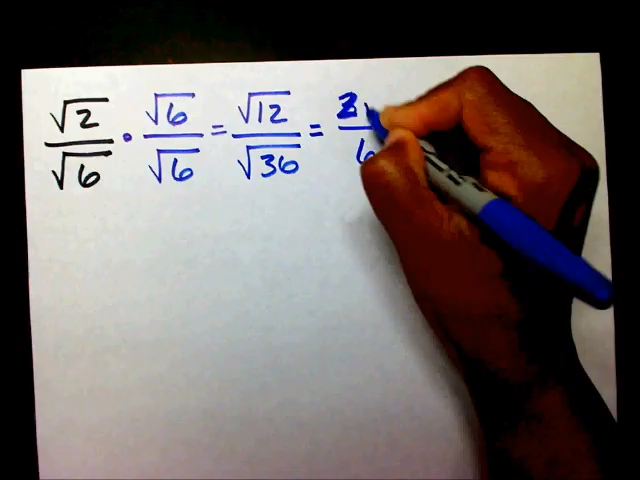 √2/√6 · √6/√6 = √12/√36 = 2/6